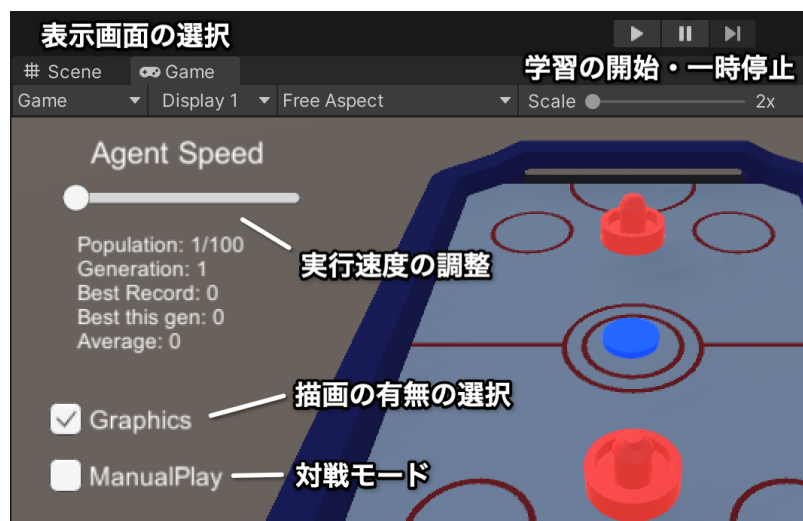 表示画面の選択
# Scene
Game
学習の開始・一時停止
Game
Display 1
Free Aspect
Scale
2x
Agent Speed
Population: 1/100
Generation: 1
Best Record: 0
Best this gen: 0
Average: 0
実行速度の調整
描画の有無の選択
Graphics
ManualPlay
対戦モード